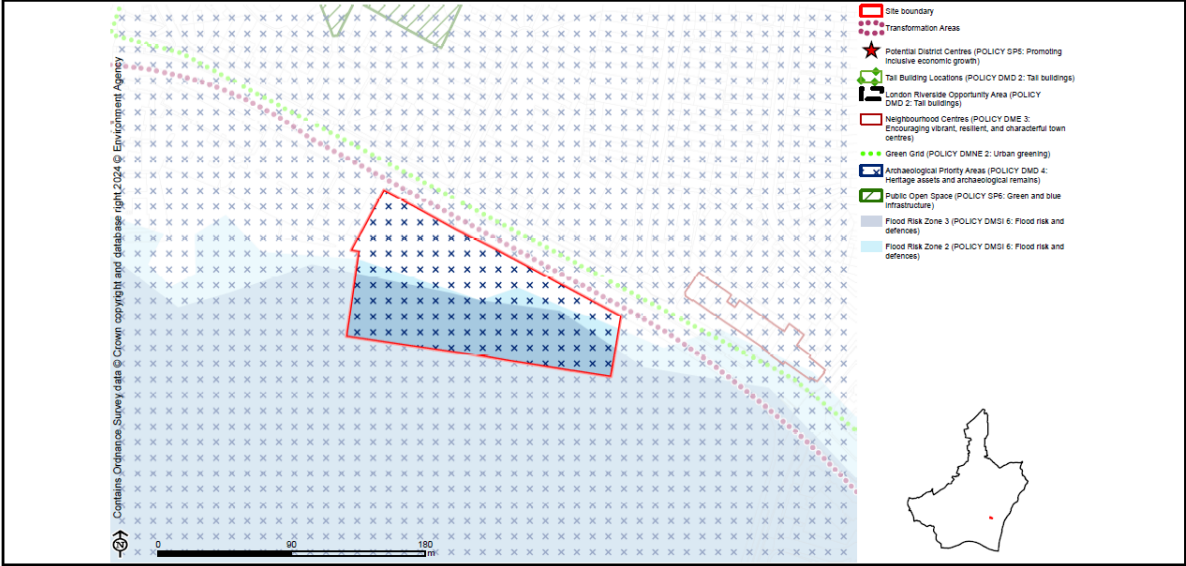 Site boundary
Transformation Areas
Potential District Centres (POLICY SP5: Promoting
inclusive economic growth)
Tall Building Locations (POLICY DMD 2: Tall buildings)
London Riverside Opportunity Area (POLICY
DMD 2: Tall buildings)
Neighbourhood Centres (POLICY DME 3:
Encouraging vibrant, resilient, and characterful town
centres)
Green Grid (POLICY DMNE 2: Urban greening)
Archaeological Priority Areas (POLICY DMD 4:
Heritage assets and archaeological remains)
Public Open Space (POLICY SP6: Green and blue
infrastructure)
Flood Risk Zone 3 (POLICY DMSI 6: Flood risk and
defences)
Flood Risk Zone 2 (POLICY DMSI 6: Flood risk and
defences)
Contains Ordnance Survey data © Crown copyright and database right 2024 © Environment Agency
N
0 90 180
m